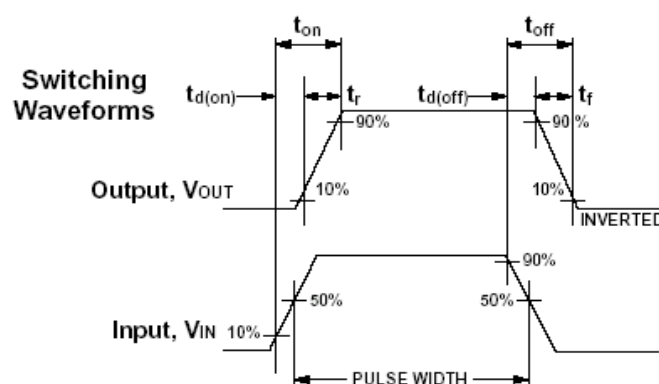 ton
toff
Switching
Waveforms
td(on)
tr
td(off)
tf
90%
90%
Output, VOUT
10%
10%
INVERTED
90%
50%
50%
Input, VIN
10%
PULSE WIDTH